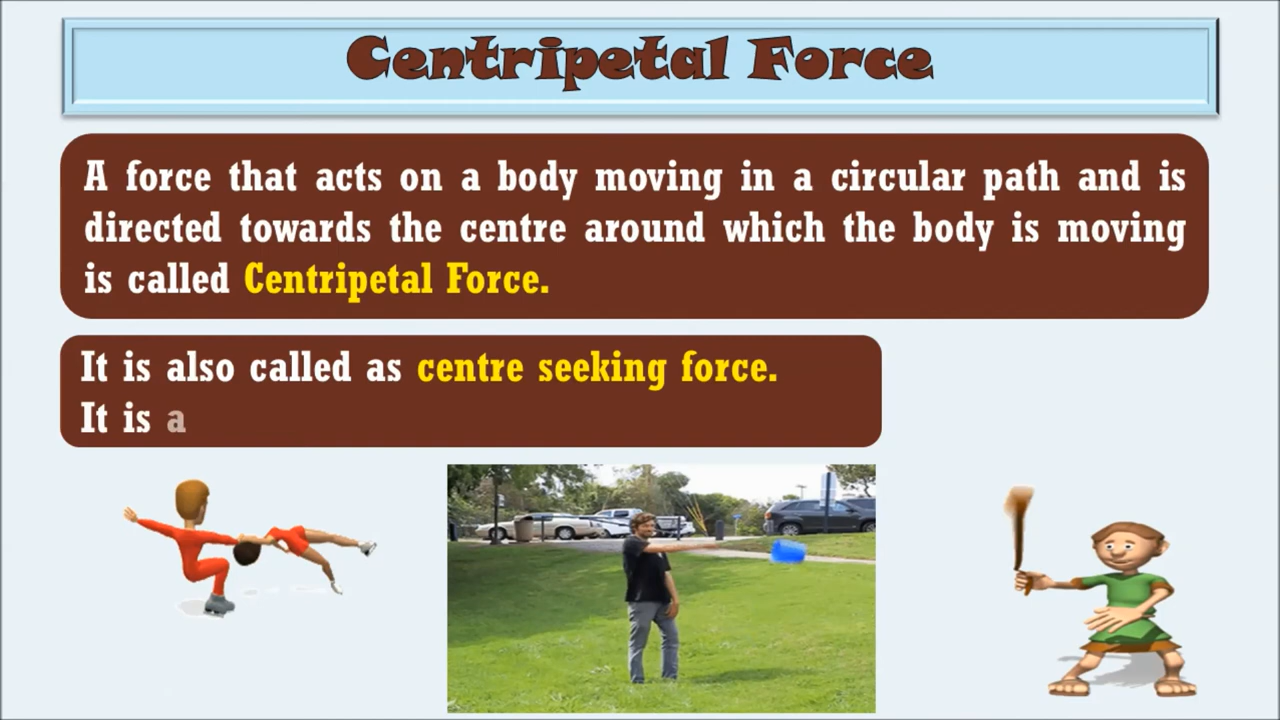 Centripetal Force
A force that acts on a body moving in a circular path and is
directed towards the centre around which the body is moving
is called Centripetal Force.
It is also called as centre seeking force.
It is a